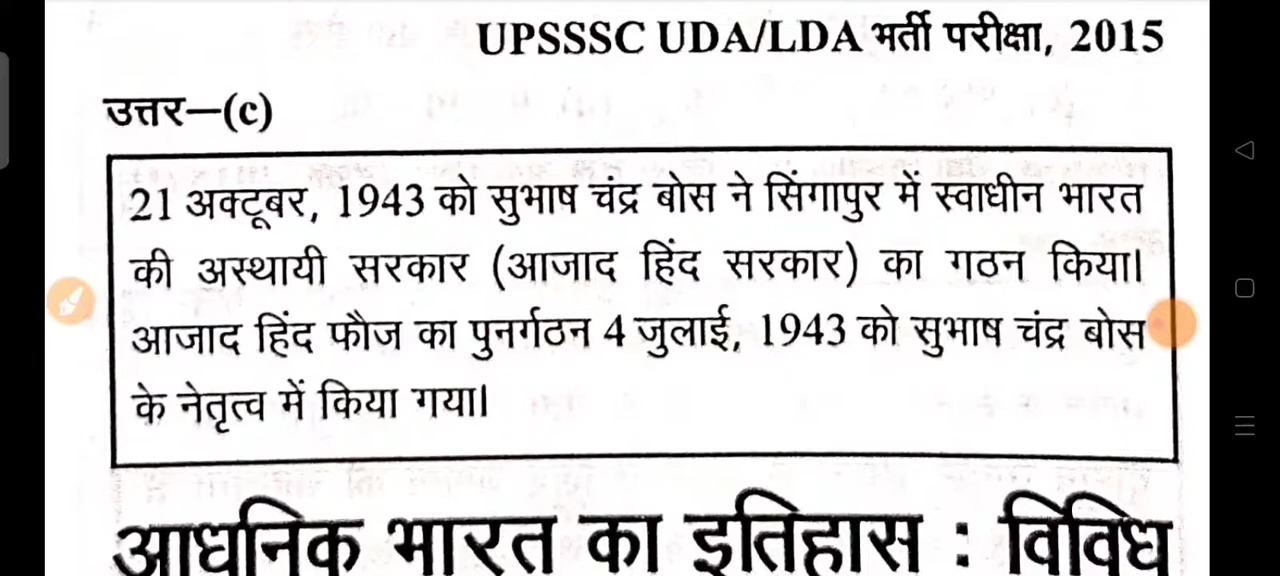 UPSSSC UDA/LDA भर्ती परीक्षा, 2015
उत्तर–(c)
21 अक्टूबर, 1943 को सुभाष चंद्र बोस ने सिंगापुर में स्वाधीन भारत
की अस्थायी सरकार (आजाद हिंद सरकार) का गठन किया।
आजाद हिंद फौज का पुनर्गठन 4 जुलाई, 1943 को सुभाष चंद्र बोस
के नेतृत्व में किया गया।
आधुनिक भारत का इतिहास : विविध